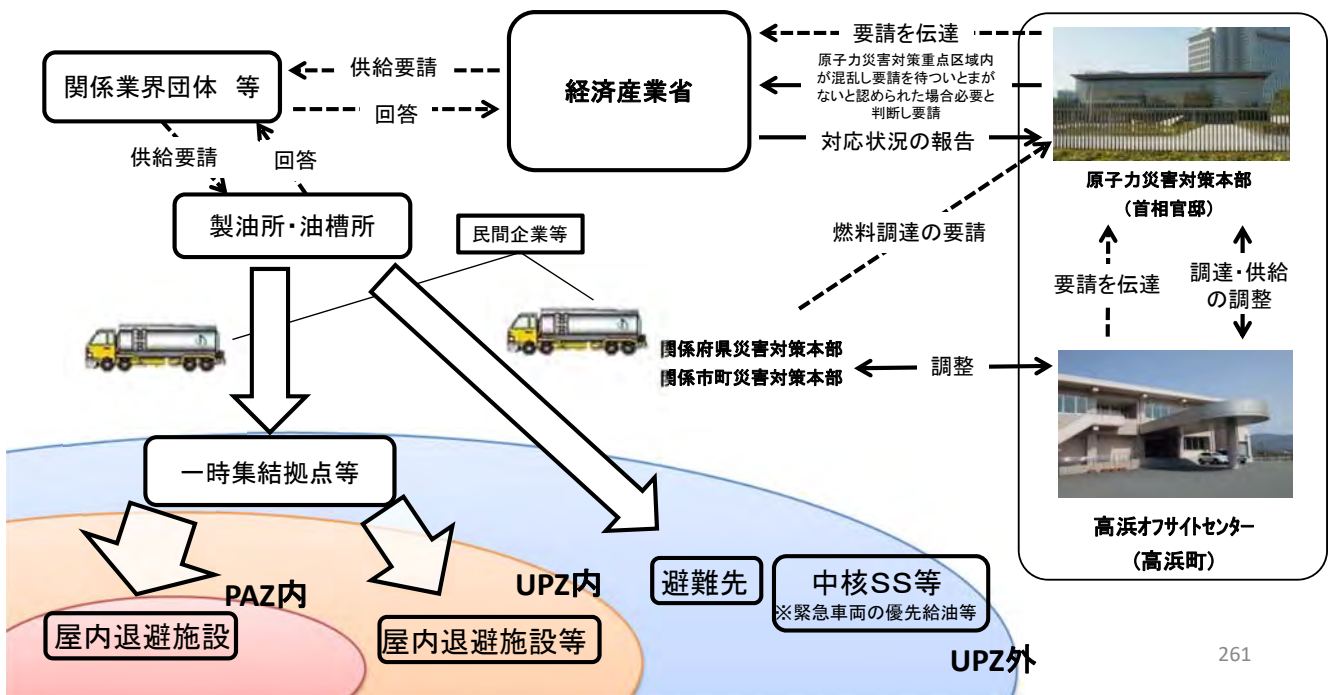 要請を伝達
関係業界団体 等
供給要請
回答
経済産業省
原子力災害対策重点区域内
が混乱し要請を待ついとまが
ないと認められた場合必要と
判断し要請
対応状況の報告
供給要請
回答
原子力災害対策本部
(首相官邸)
製油所・油槽所
民間企業等
燃料調達の要請
要請を伝達
調達・供給
の調整
関係府県災害対策本部
関係市町災害対策本部
調整
一時集結拠点等
高浜オフサイトセンター
(高浜町)
PAZ内
UPZ内
避難先
中核SS等
※緊急車両の優先給油等
屋内退避施設
屋内退避施設等
UPZ外
261